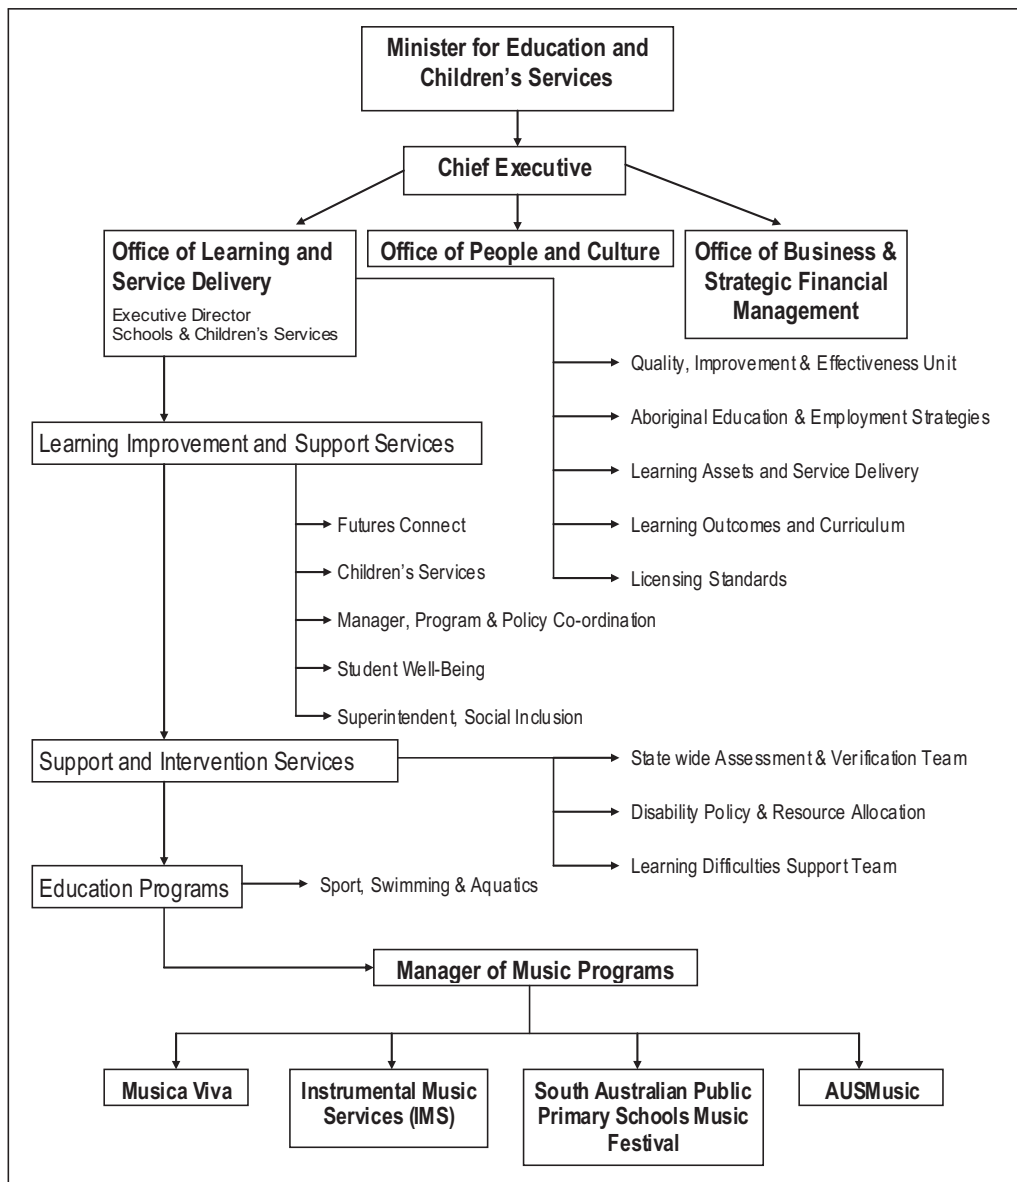 Minister for Education and
Children's Services
Chief Executive
Office of Learning and
Service Delivery
Executive Director
Schools & Children's Services
Office of People and Culture
Office of Business &
Strategic Financial
Management
Quality, Improvement & Effectiveness Unit
Aboriginal Education & Employment Strategies
Learning Improvement and Support Services
Learning Assets and Service Delivery
Futures Connect
Learning Outcomes and Curriculum
Children's Services
Licensing Standards
Manager, Program & Policy Co-ordination
Student Well-Being
Superintendent, Social Inclusion
Support and Intervention Services
State wide Assessment & Verification Team
Disability Policy & Resource Allocation
Learning Difficulties Support Team
Education Programs
Sport, Swimming & Aquatics
Manager of Music Programs
Musica Viva
Instrumental Music
Services (IMS)
South Australian Public
Primary Schools Music
Festival
AUSMusic